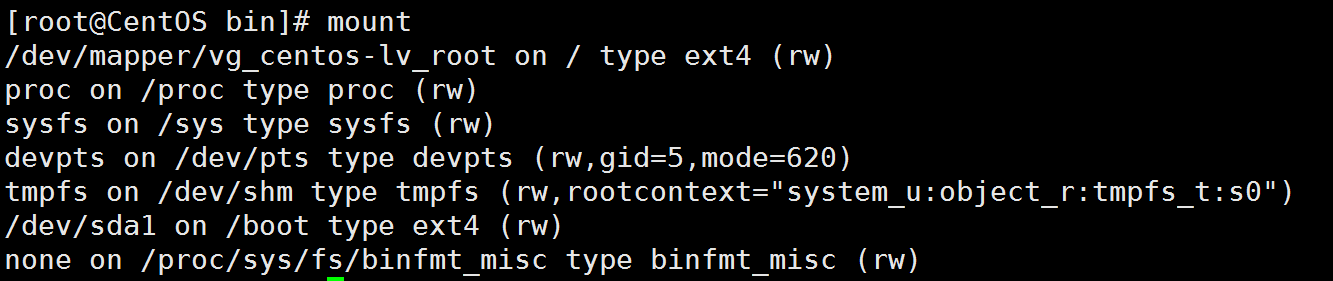 [root@CentOS bin]# mount
/dev/mapper/vg_centos-lv_root on / type ext4 (rw)
proc on /proc type proc (rw)
sysfs on /sys type sysfs (rw)
devpts on /dev/pts type devpts (rw,gid=5,mode=620)
tmpfs on /dev/shm type tmpfs (rw,rootcontext="system_u:object_r:tmpfs_t:s0")
/dev/sda1 on /boot type ext4 (rw)
none on /proc/sys/fs/binfmt_misc type binfmt_misc (rw)